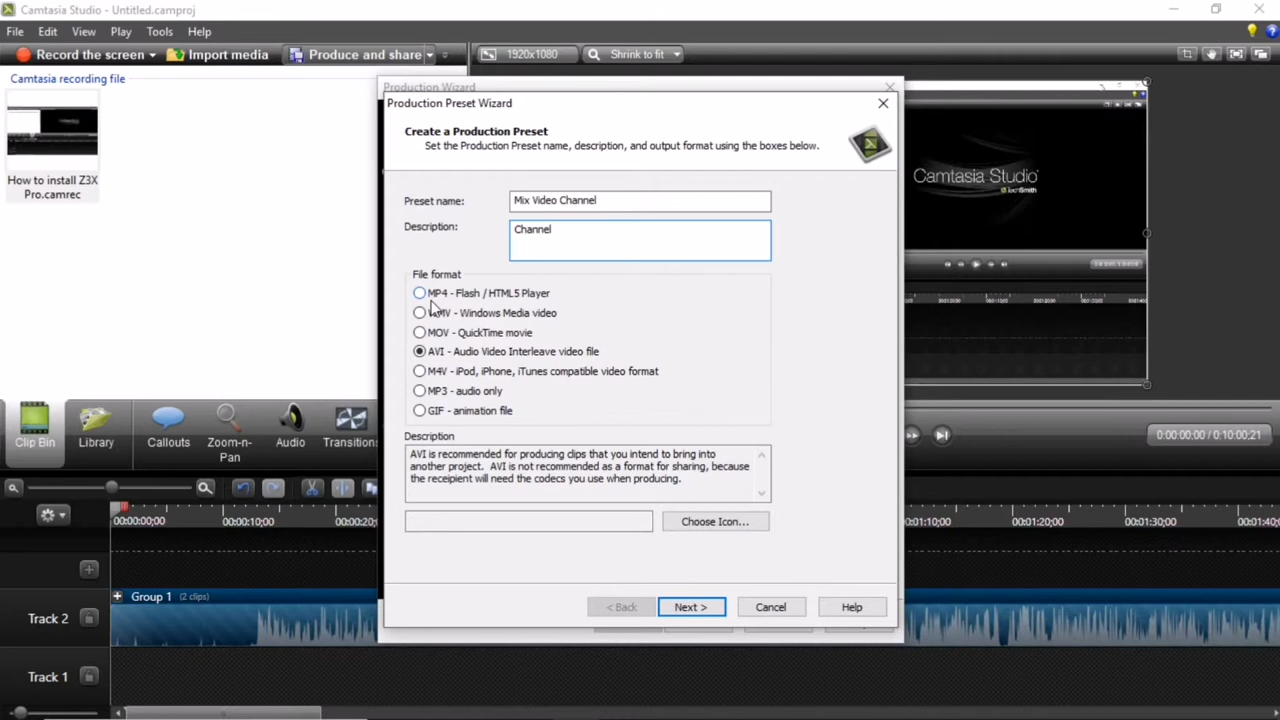 Camtasia Studio - Untitled.camproj
File Edit View Play Tools Help
Record the screen Import media Produce and share 1920x1080 Shrink to fit
Camtasia recording file
How to install Z3X
Pro.camrec
Production Wizard
Production Preset Wizard
Create a Production Preset
Set the Production Preset name, description, and output format using the boxes below.
Preset name: Mix Video Channel
Description: Channel
File format
MP4 - Flash / HTML5 Player
- Windows Media video
MOV - QuickTime movie
AVI - Audio Video Interleave video file
M4V - iPod, iPhone, iTunes compatible video format
MP3 - audio only
GIF - animation file
Description
AVI is recommended for producing clips that you intend to bring into
another project. AVI is not recommended as a format for sharing, because
the receipient will need the codecs you use when producing.
Choose Icon...
< Back Next > Cancel Help
Camtasia Studio
TechSmith
Clip Bin Library Callouts Zoom-n-
Pan Audio Transitions
0:00:00;00 / 0:10:00;21
00:00:00;00 00:00:10;00 00:00:20; 0:01:10;00 00:01:20;00 00:01:30;00 00:01:40;
Group 1 (2 clips)
Track 2
Track 1